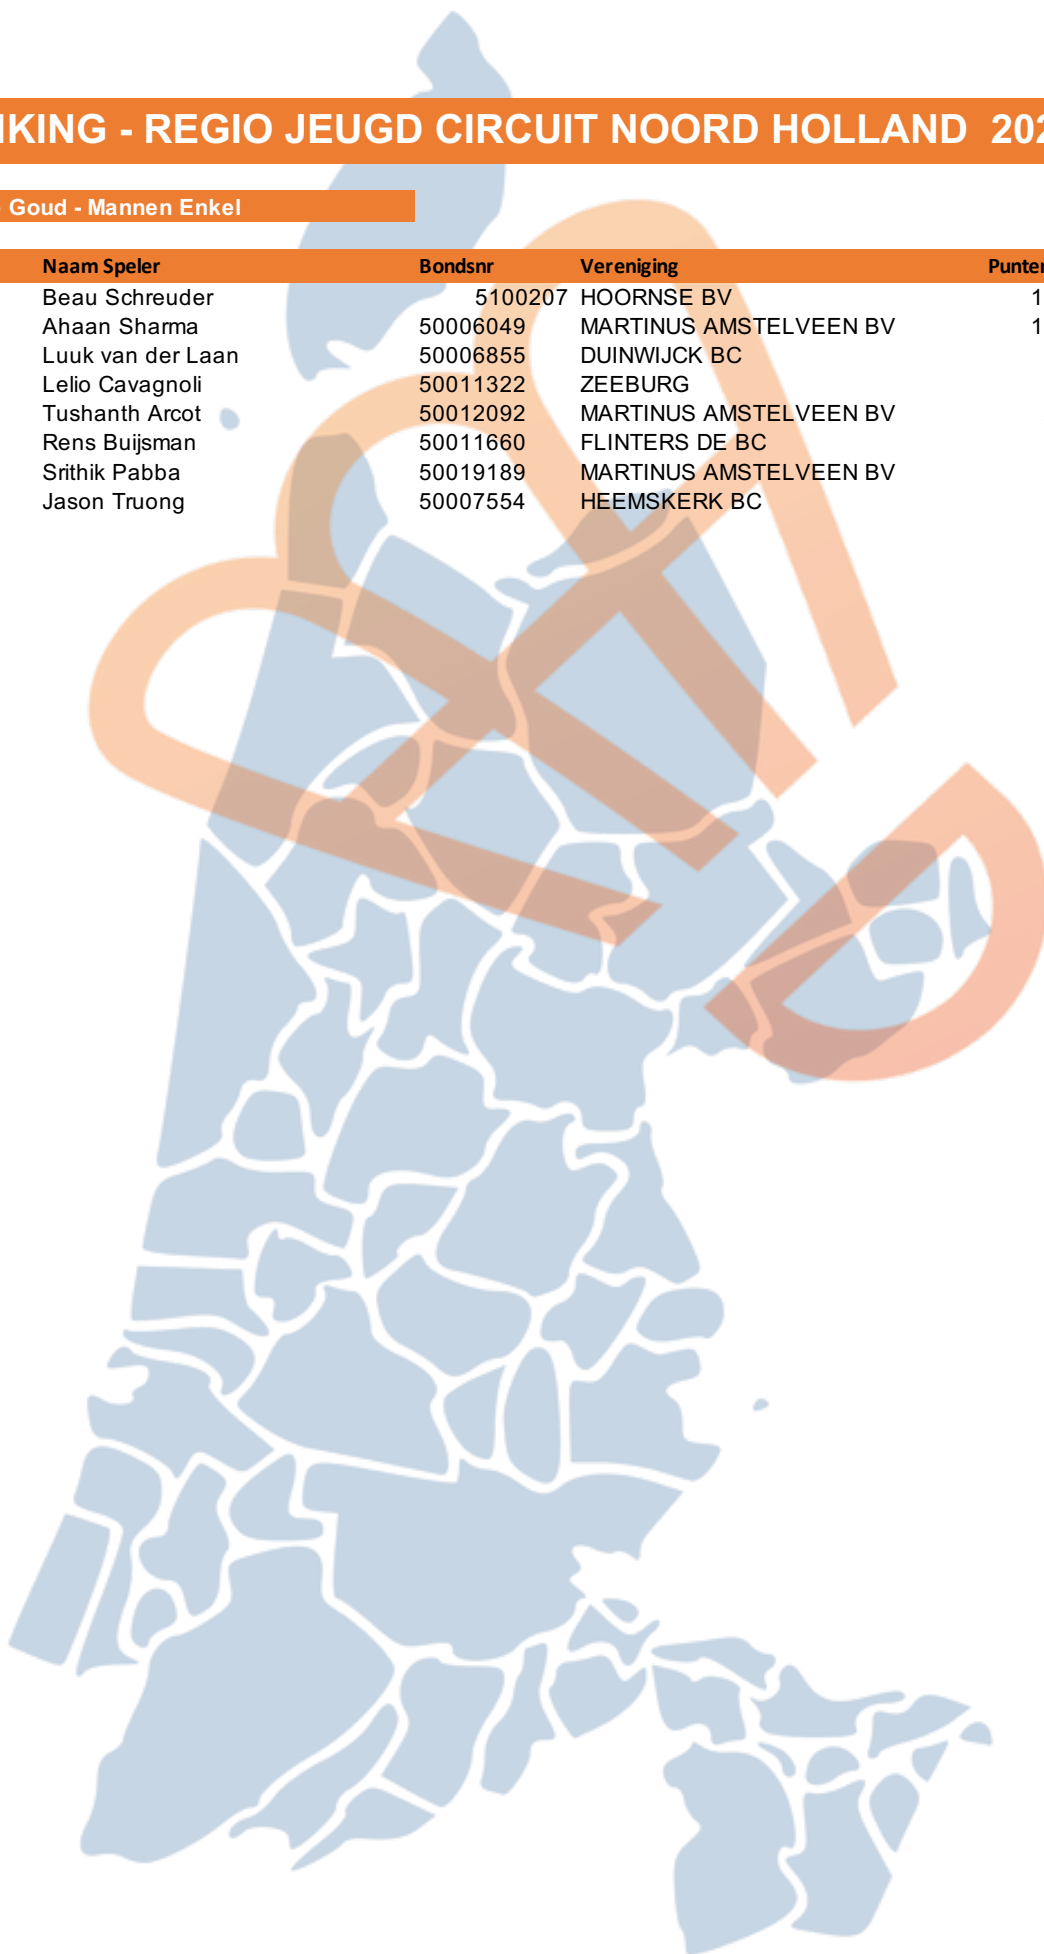 IKING - REGIO JEUGD CIRCUIT NOORD HOLLAND 202
Goud - Mannen Enkel
Naam Speler Bondsnr Vereniging Punten
Beau Schreuder 5100207 HOORNSE BV 1
Ahaan Sharma 50006049 MARTINUS AMSTELVEEN BV 1
Luuk van der Laan 50006855 DUINWIJCK BC
Lelio Cavagnoli 50011322 ZEEBURG
Tushanth Arcot 50012092 MARTINUS AMSTELVEEN BV
Rens Buijsman 50011660 FLINTERS DE BC
Srithik Pabba 50019189 MARTINUS AMSTELVEEN BV
Jason Truong 50007554 HEEMSKERK BC